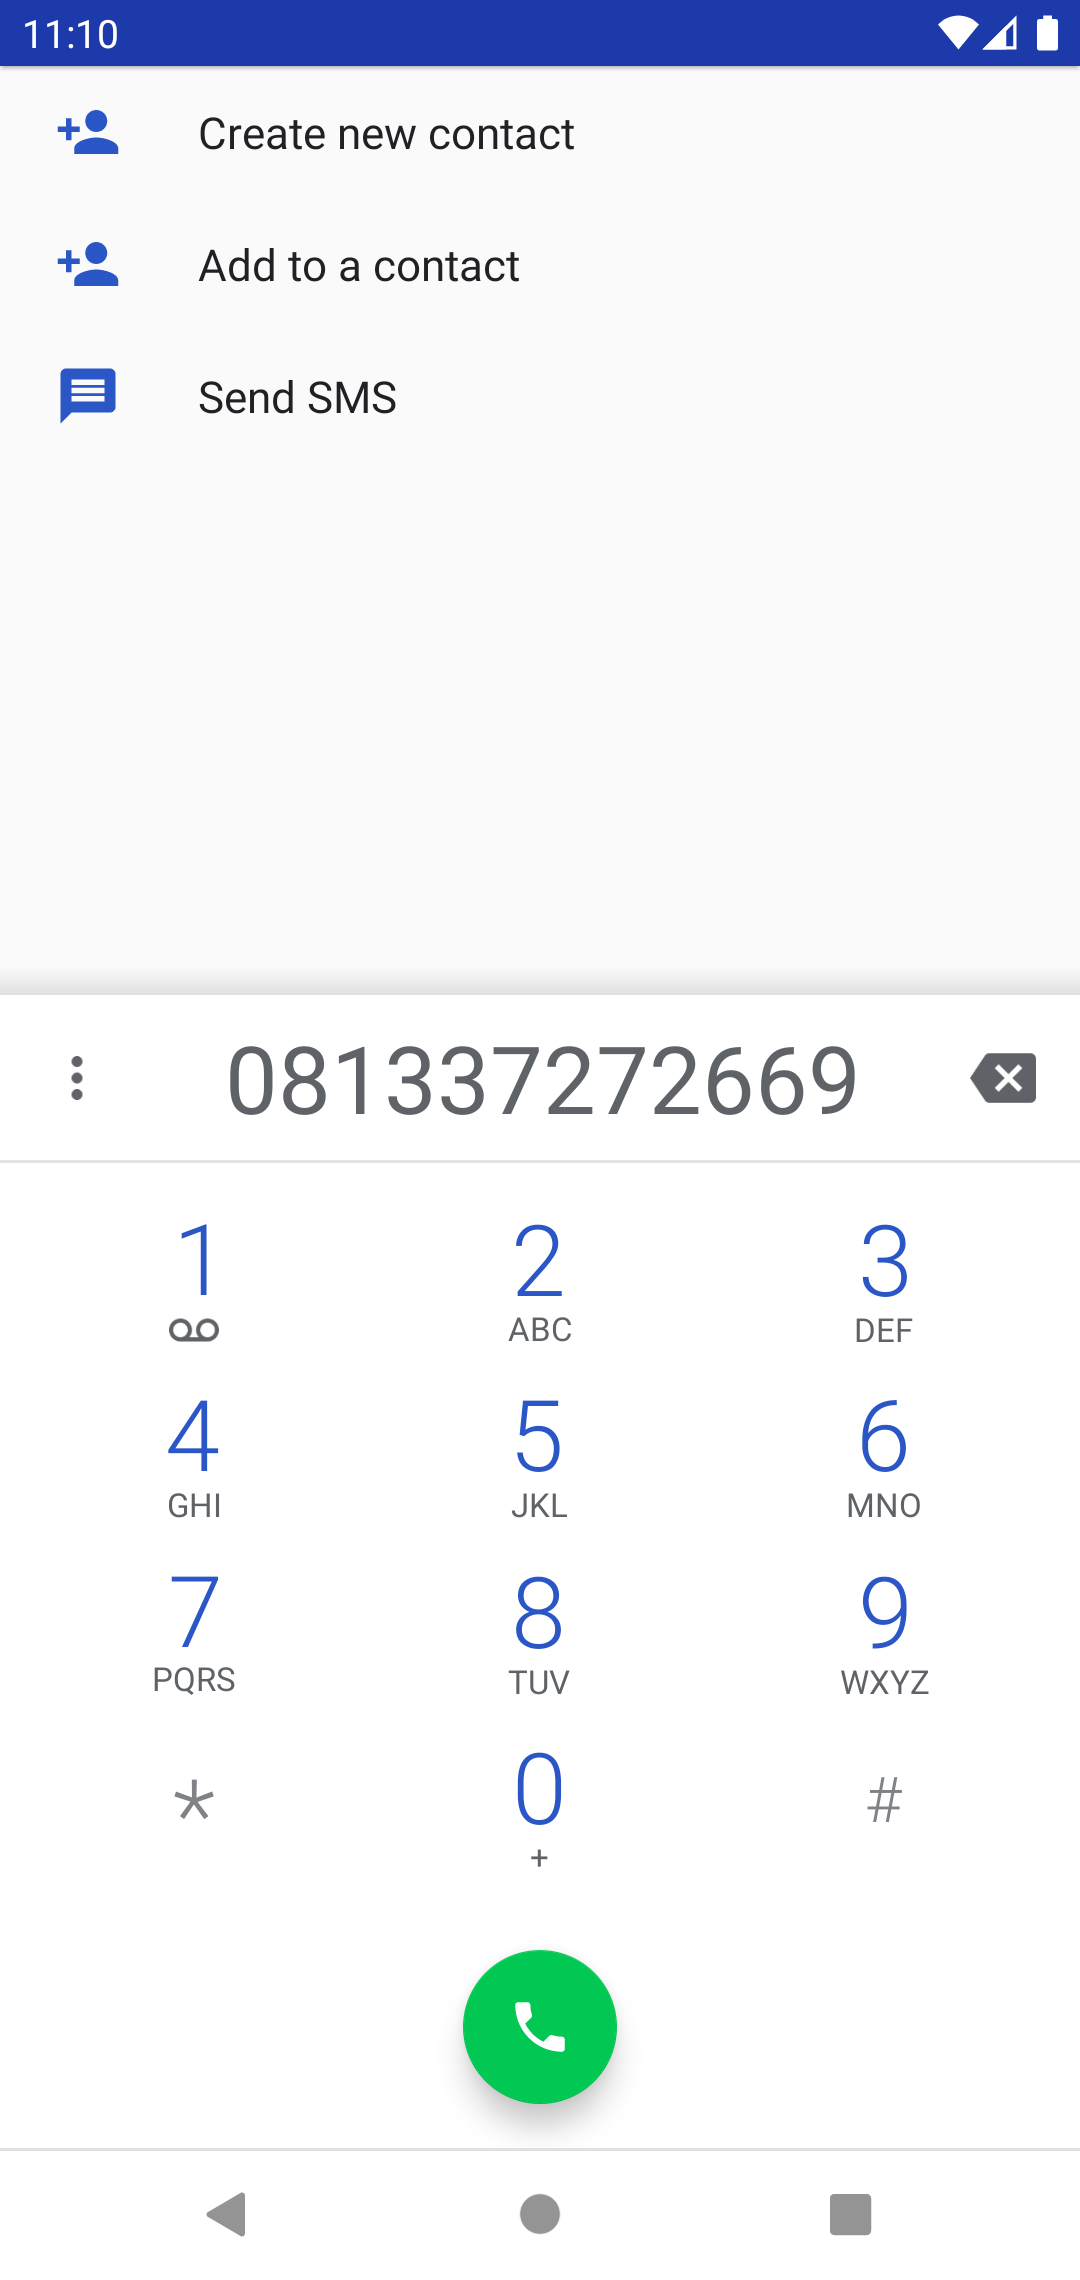 11:10
Create new contact
Add to a contact
Send SMS
081337272669
1 2 3
ABC DEF
4 5 6
GHI JKL MNO
7 8 9
PQRS TUV WXYZ
* 0 #
+